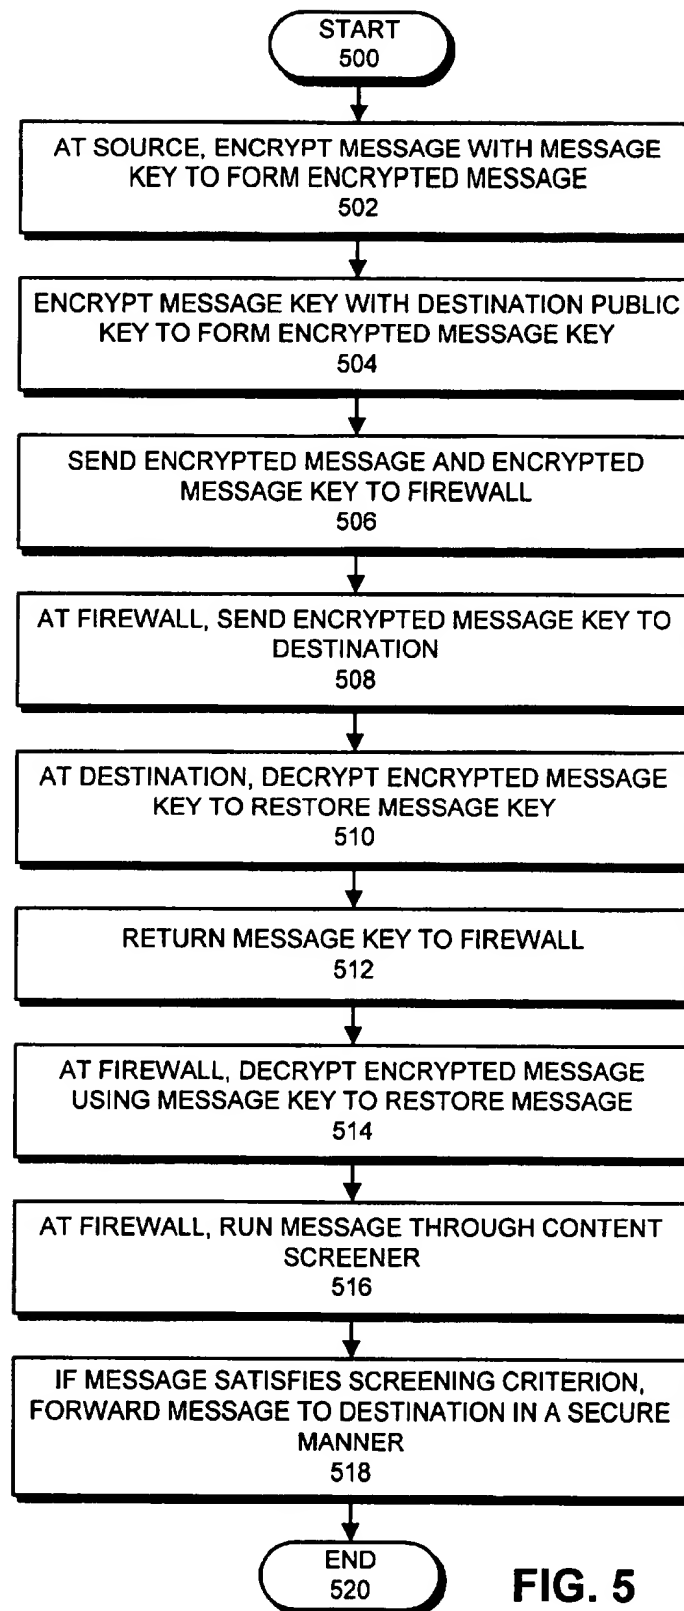 START
500
AT SOURCE, ENCRYPT MESSAGE WITH MESSAGE
KEY TO FORM ENCRYPTED MESSAGE
502
ENCRYPT MESSAGE KEY WITH DESTINATION PUBLIC
KEY TO FORM ENCRYPTED MESSAGE KEY
504
SEND ENCRYPTED MESSAGE AND ENCRYPTED
MESSAGE KEY TO FIREWALL
506
AT FIREWALL, SEND ENCRYPTED MESSAGE KEY TO
DESTINATION
508
AT DESTINATION, DECRYPT ENCRYPTED MESSAGE
KEY TO RESTORE MESSAGE KEY
510
RETURN MESSAGE KEY TO FIREWALL
512
AT FIREWALL, DECRYPT ENCRYPTED MESSAGE
USING MESSAGE KEY TO RESTORE MESSAGE
514
AT FIREWALL, RUN MESSAGE THROUGH CONTENT
SCREENER
516
IF MESSAGE SATISFIES SCREENING CRITERION,
FORWARD MESSAGE TO DESTINATION IN A SECURE
MANNER
518
END
520
FIG. 5